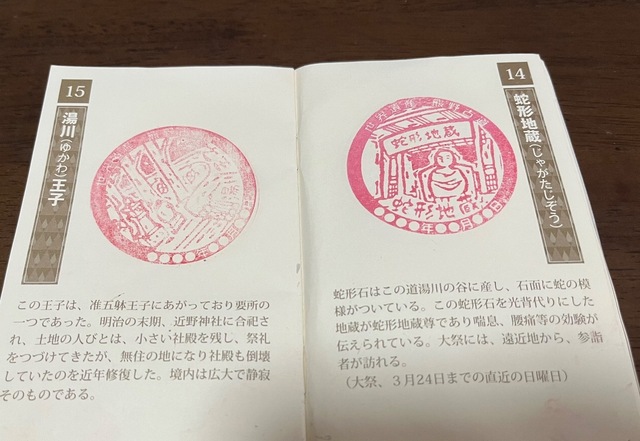 15
湯川(ゆかわ)王子
この王子は、准五躰王子にあがっており要所の
一つであった。明治の末期、近野神社に合祀さ
れ、土地の人びとは、小さい社殿を残し、祭礼
をつづけてきたが、無住の地になり社殿も倒壊
していたのを近年修復した。境内は広大で静寂
そのものである。
14
蛇形地蔵(じゃがたじぞう)
蛇形地蔵
蛇形地蔵
蛇形石はこの道湯川の谷に産し、石面に蛇の模
様がついている。この蛇形石を光背代りにした
地蔵が蛇形地蔵尊であり喘息、腰痛等の効験が
伝えられている。大祭には、遠近地から、参詣
者が訪れる。
(大祭、3月24日までの直近の日曜日)